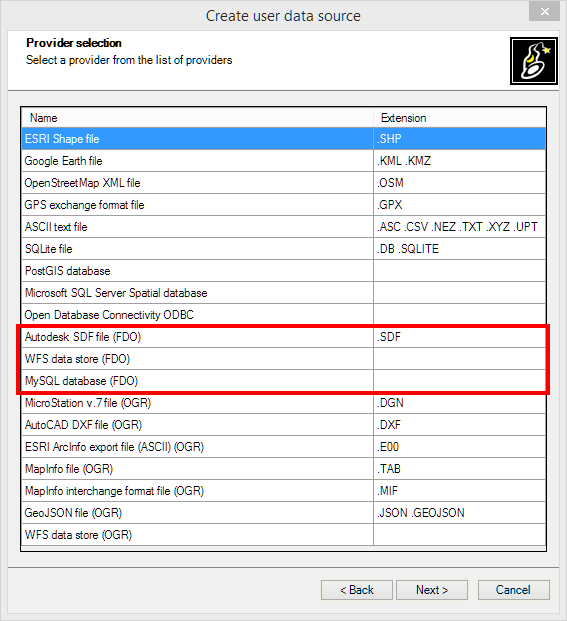 Create user data source
Provider selection
Select a provider from the list of providers
Name Extension
ESRI Shape file .SHP
Google Earth file .KML .KMZ
OpenStreetMap XML file .OSM
GPS exchange format file .GPX
ASCII text file .ASC .CSV .NEZ .TXT .XYZ .UPT
SQLite file .DB .SQLITE
PostGIS database
Microsoft SQL Server Spatial database
Open Database Connectivity ODBC
Autodesk SDF file (FDO) .SDF
WFS data store (FDO)
MySQL database (FDO)
MicroStation v.7 file (OGR) .DGN
AutoCAD DXF file (OGR) .DXF
ESRI ArcInfo export file (ASCII) (OGR) .E00
MapInfo file (OGR) .TAB
MapInfo interchange format file (OGR) .MIF
GeoJSON file (OGR) .JSON .GEOJSON
WFS data store (OGR)
< Back Next > Cancel